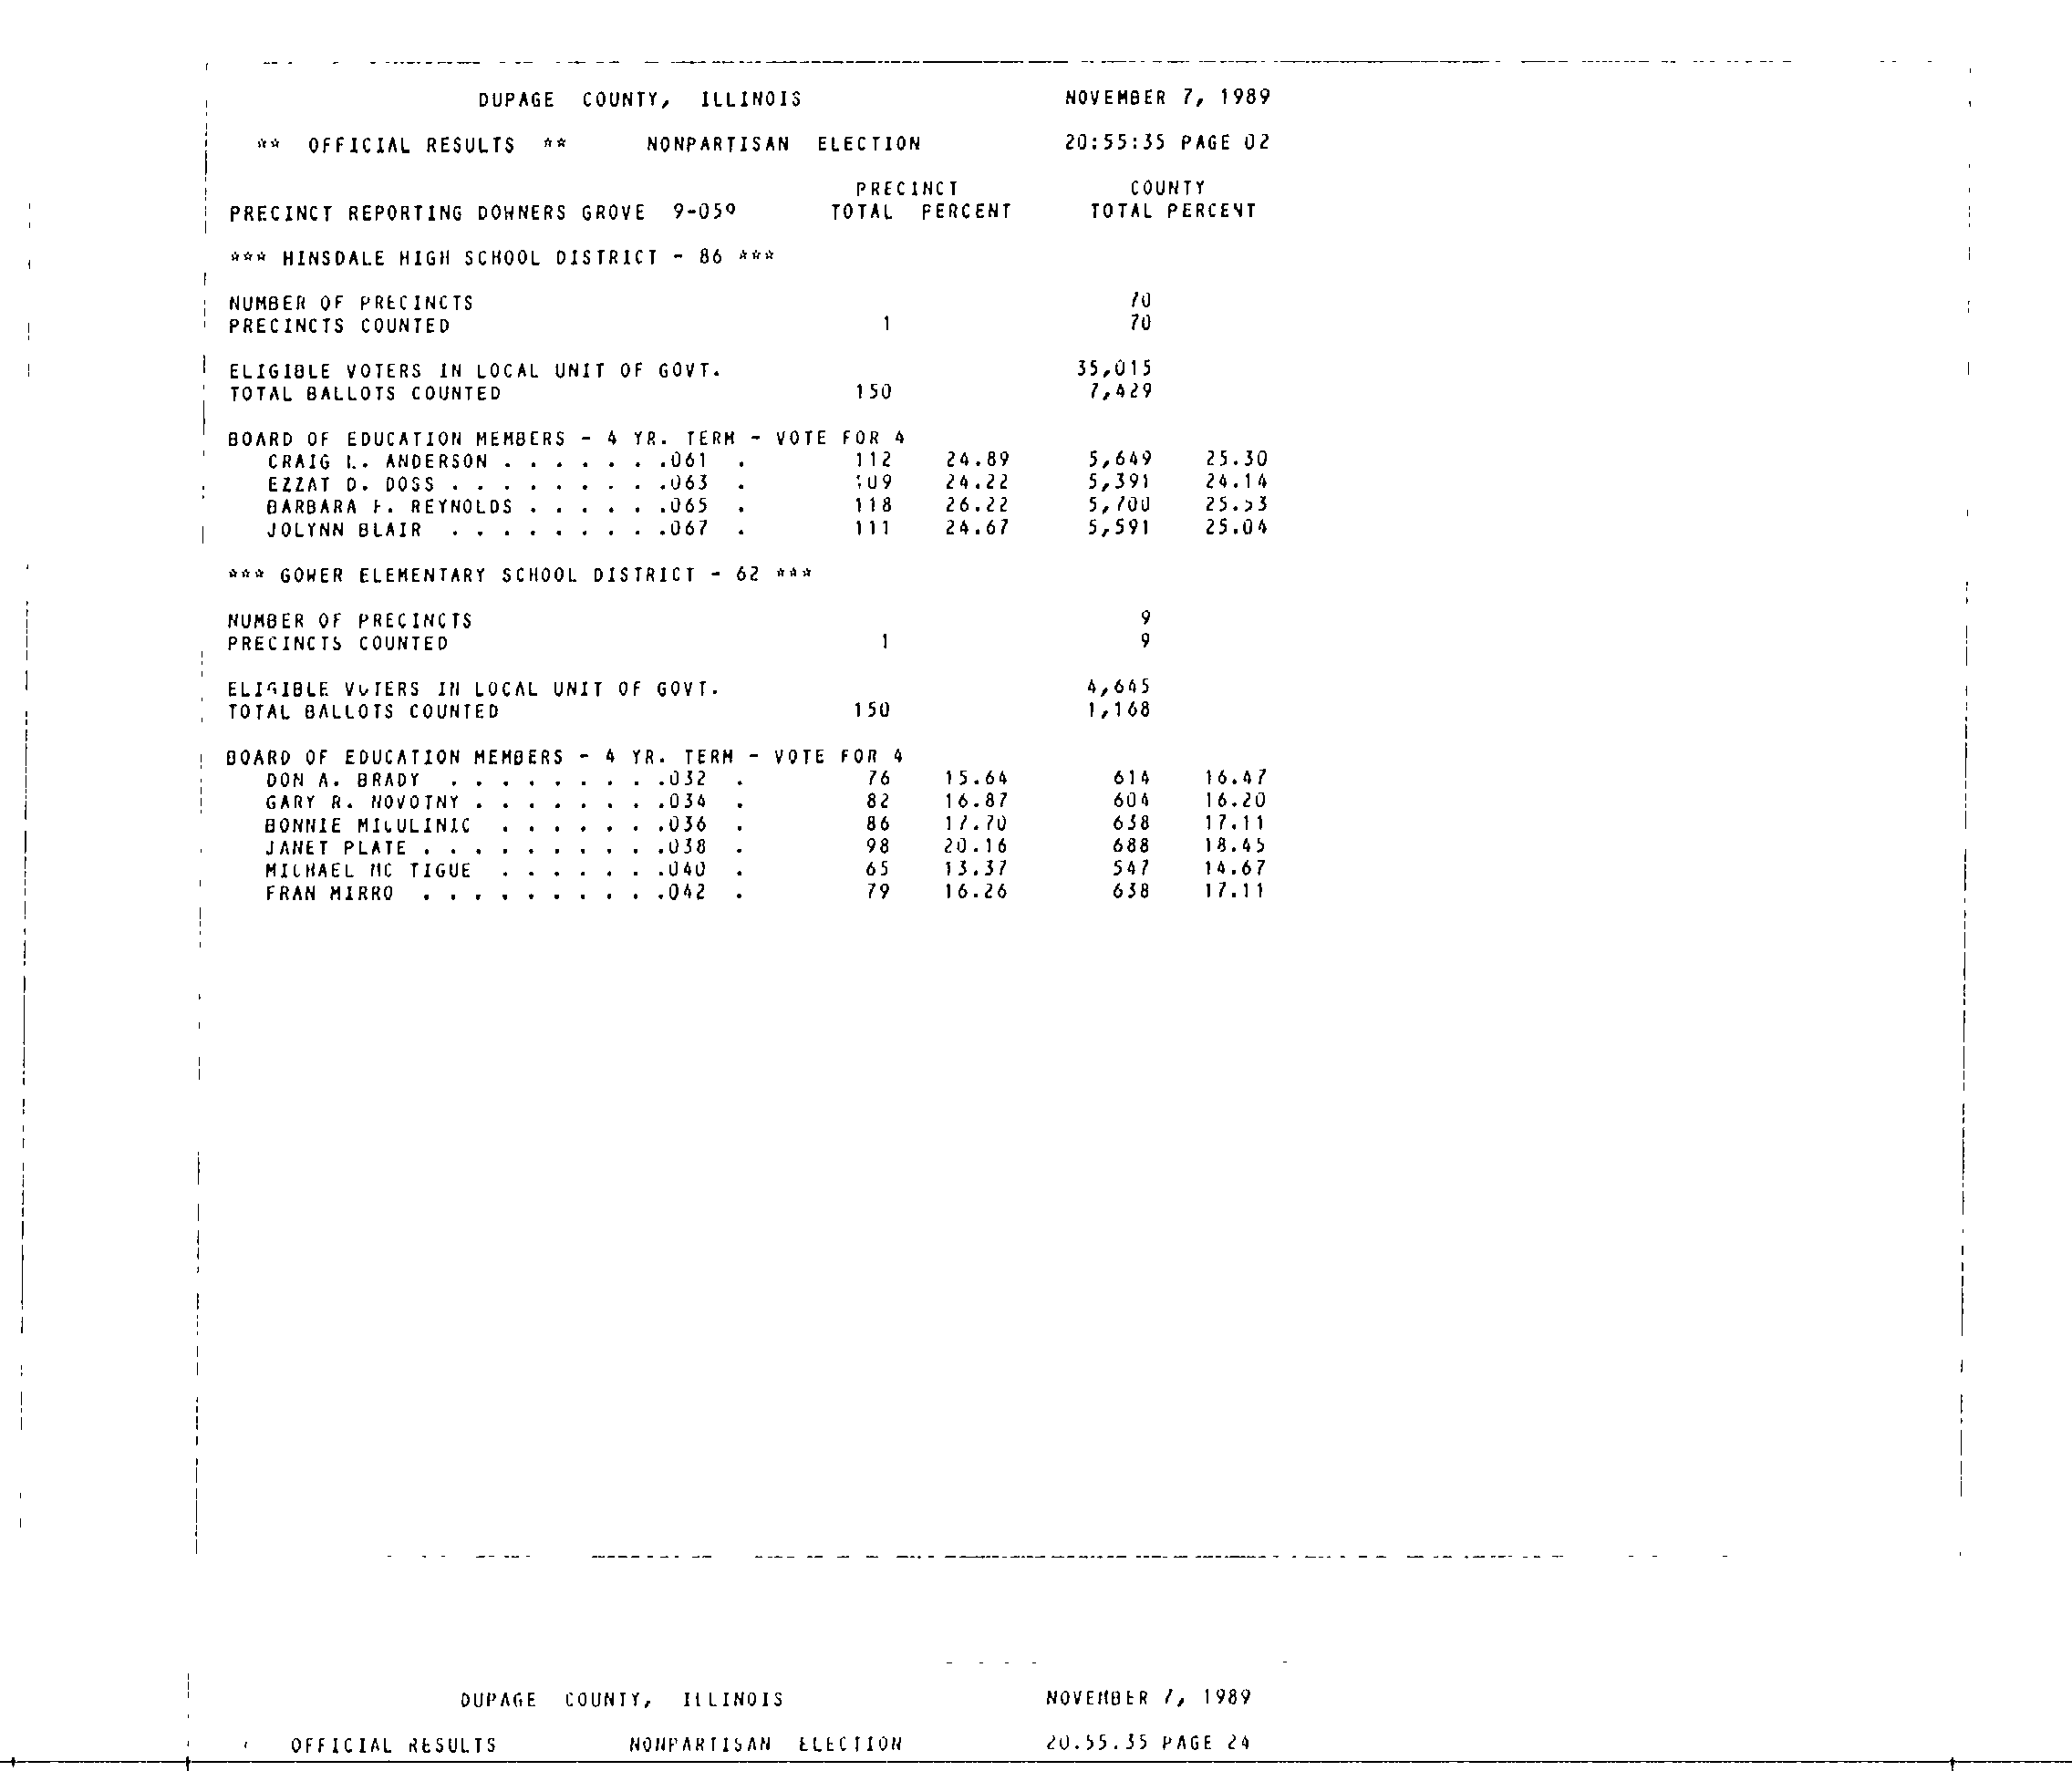 DUPAGE COUNTY, ILLINOIS NOVEMBER 7, 1989
** OFFICIAL RESULTS ** NONPARTISAN ELECTION 20:55:35 PAGE 02
PRECINCT COUNTY
PRECINCT REPORTING DOWNERS GROVE 9-059 TOTAL PERCENT TOTAL PERCENT
*** HINSDALE HIGH SCHOOL DISTRICT - 86 ***
NUMBER OF PRECINCTS 70
PRECINCTS COUNTED 1 70
ELIGIBLE VOTERS IN LOCAL UNIT OF GOVT. 35,015
TOTAL BALLOTS COUNTED 150 7,429
BOARD OF EDUCATION MEMBERS - 4 YR. TERM - VOTE FOR 4
CRAIG L. ANDERSON . . . . . . .061 . 112 24.89 5,649 25.30
EZZAT D. DOSS . . . . . . . . .063 . 109 24.22 5,391 24.14
BARBARA F. REYNOLDS . . . . . .065 . 118 26.22 5,700 25.53
JOLYNN BLAIR . . . . . . . . .067 . 111 24.67 5,591 25.04
*** GOWER ELEMENTARY SCHOOL DISTRICT - 62 ***
NUMBER OF PRECINCTS 9
PRECINCTS COUNTED 1 9
ELIGIBLE VOTERS IN LOCAL UNIT OF GOVT. 4,645
TOTAL BALLOTS COUNTED 150 1,168
BOARD OF EDUCATION MEMBERS - 4 YR. TERM - VOTE FOR 4
DON A. BRADY . . . . . . . . .032 . 76 15.64 614 16.47
GARY R. NOVOTNY . . . . . . . .034 . 82 16.87 604 16.20
BONNIE MICULINIC . . . . . . .036 . 86 17.70 638 17.11
JANET PLATE . . . . . . . . . .038 . 98 20.16 688 18.45
MICHAEL MC TIGUE . . . . . . .040 . 65 13.37 547 14.67
FRAN MIRRO . . . . . . . . . .042 . 79 16.26 638 17.11
DUPAGE COUNTY, ILLINOIS NOVEMBER 7, 1989
OFFICIAL RESULTS NONPARTISAN ELECTION 20.55.35 PAGE 24